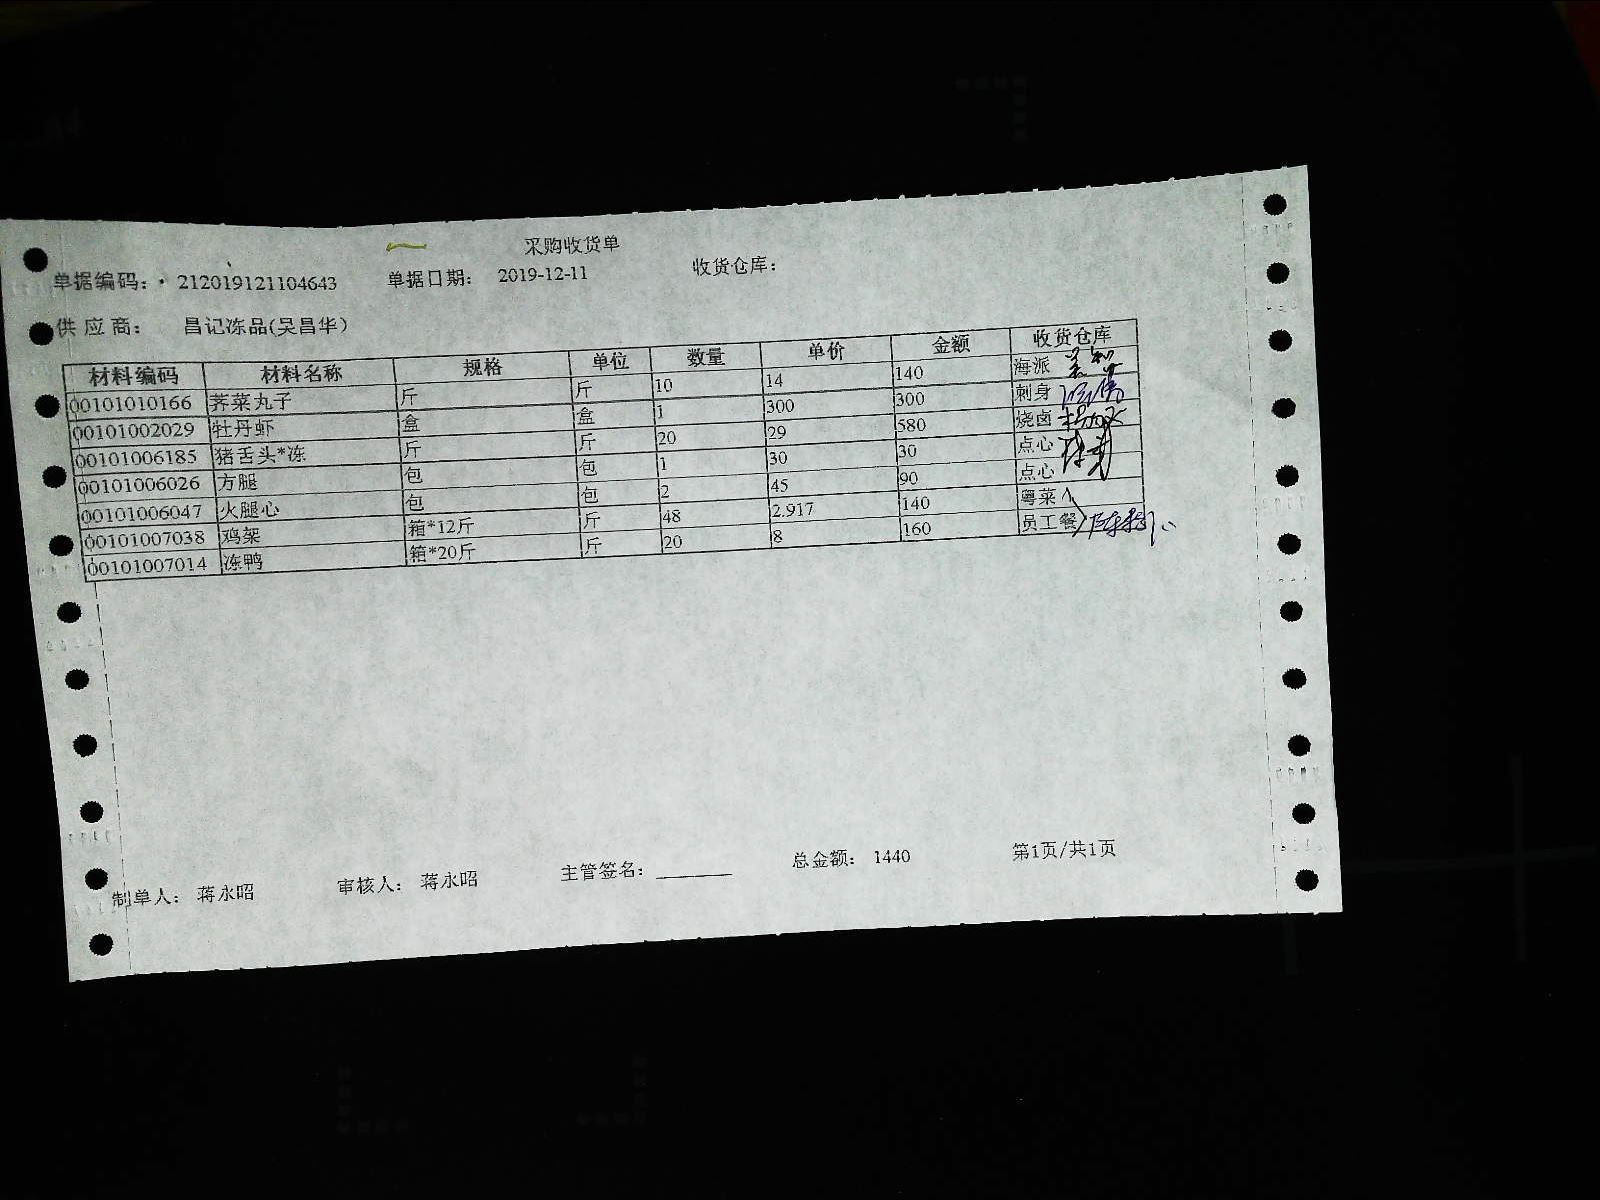 采购收货单
单据编码： 212019121104643 单据日期： 2019-12-11 收货仓库：
供应商： 昌记冻品(吴昌华)
材料编码 材料名称 规格 单位 数量 单价 金额 收货仓库
00101010166 荠菜丸子 斤 斤 10 14 140 海派
00101002029 牡丹虾 盒 盒 1 300 300 刺身
00101006185 猪舌头*冻 斤 斤 20 29 580 烧卤
00101006026 方腿 包 包 1 30 30 点心
00101006047 火腿心 包 包 2 45 90 点心
00101007038 鸡架 箱*12斤 斤 48 2.917 140 粤菜
00101007014 冻鸭 箱*20斤 斤 20 8 160 员工餐
制单人： 蒋永昭 审核人： 蒋永昭 主管签名： 总金额： 1440 第1页/共1页